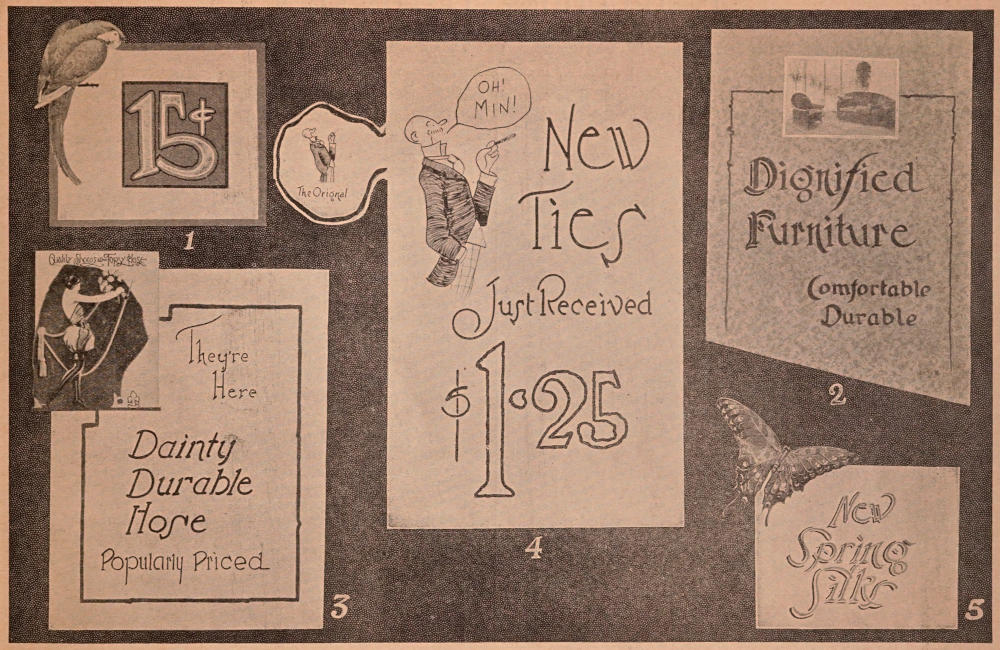 15¢
1
The Original
OH!
MIN!
New
Ties
Just Received
$1.25
4
Dignified
Furniture
Comfortable
Durable
2
Quality Shoes and Topsy Hose
They're
Here
Dainty
Durable
Hose
Popularly Priced
3
New
Spring
Silks
5